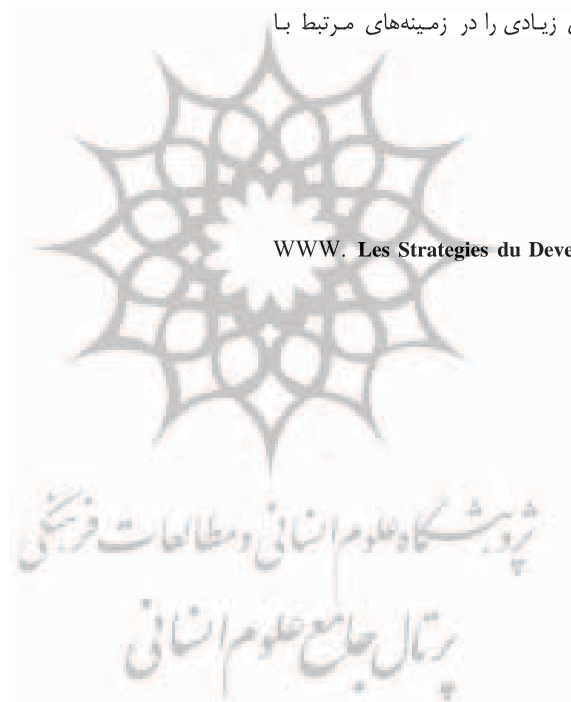 زیادی را در زمینه‌های مرتبط با
WWW. Les Strategies du Deve
پژوهشگاه علوم انسانی و مطالعات فرهنگی
پرتال جامع علوم انسانی